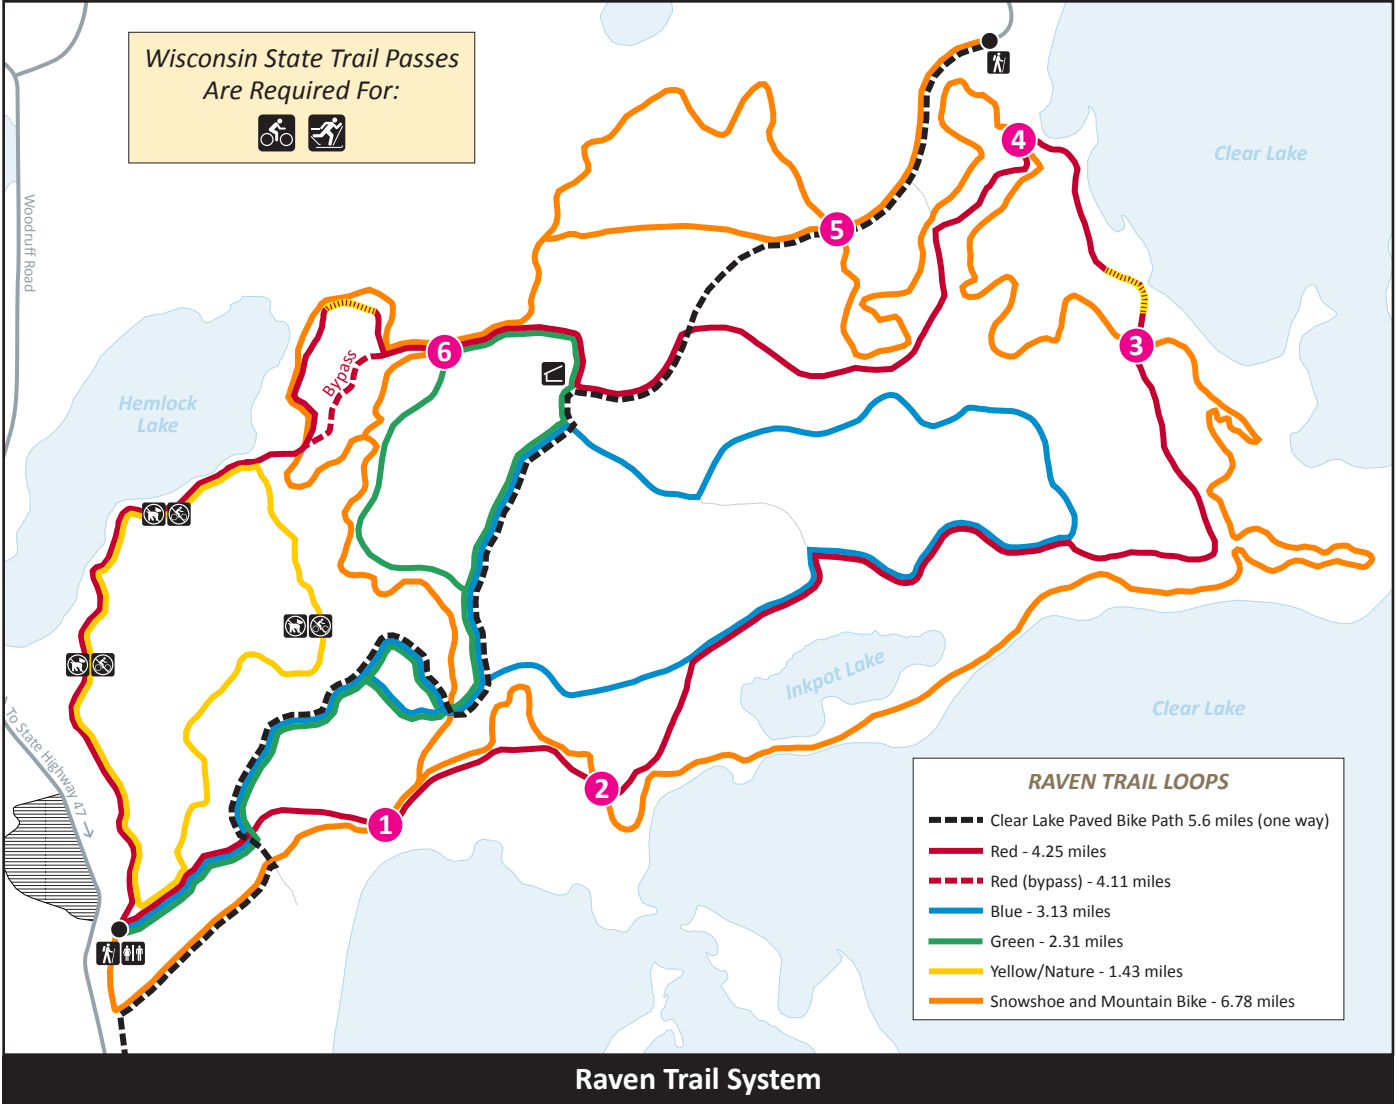 Wisconsin State Trail Passes
Are Required For:
Woodruff Road
Clear Lake
4
5
3
6
Bypass
Hemlock
Lake
Inkpot Lake
Clear Lake
To State Highway 47 →
2
1
RAVEN TRAIL LOOPS
Clear Lake Paved Bike Path 5.6 miles (one way)
Red - 4.25 miles
Red (bypass) - 4.11 miles
Blue - 3.13 miles
Green - 2.31 miles
Yellow/Nature - 1.43 miles
Snowshoe and Mountain Bike - 6.78 miles
Raven Trail System